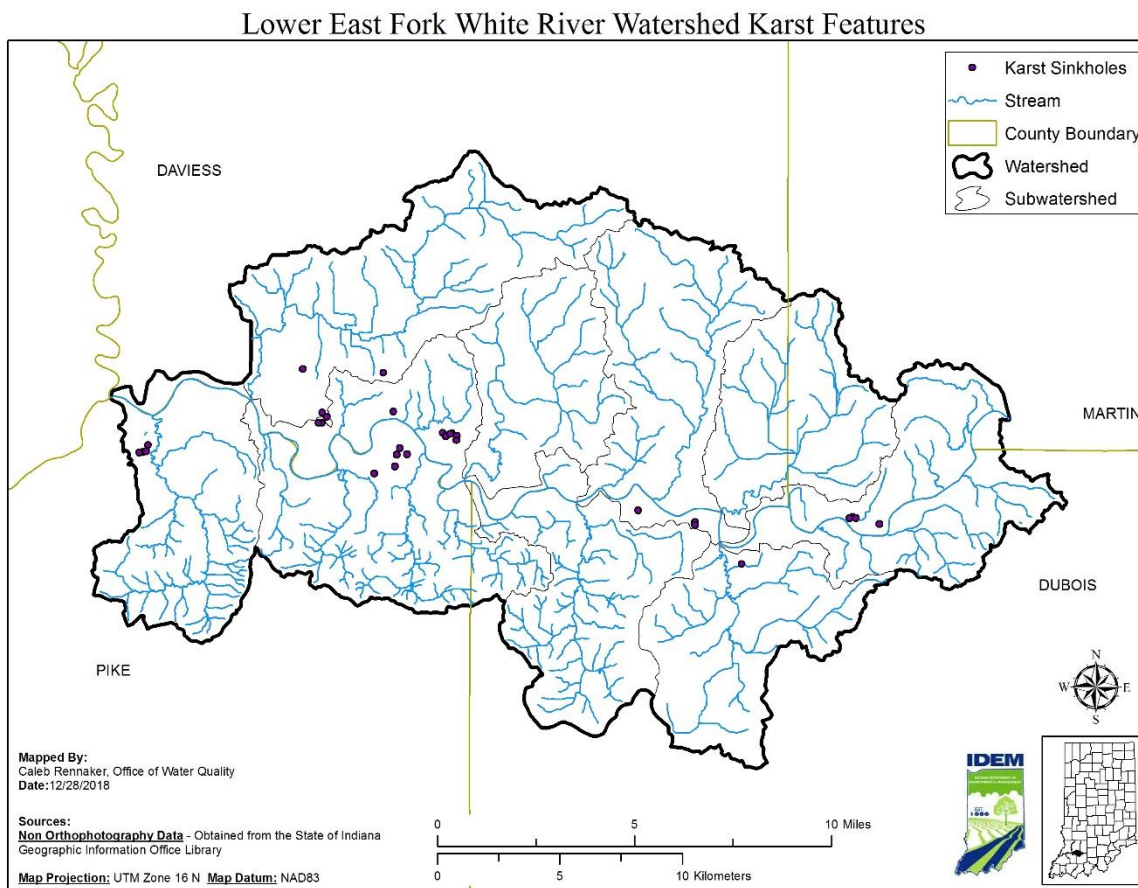 Lower East Fork White River Watershed Karst Features
Karst Sinkholes
Stream
County Boundary
Watershed
Subwatershed
DAVIESS
MARTIN
DUBOIS
PIKE
N
W E
S
Mapped By:
Caleb Rennaker, Office of Water Quality
Date:12/28/2018
Sources:
Non Orthophotography Data - Obtained from the State of Indiana
Geographic Information Office Library
Map Projection: UTM Zone 16 N Map Datum: NAD83
0 5 10 Miles
0 5 10 Kilometers
IDEM
1986